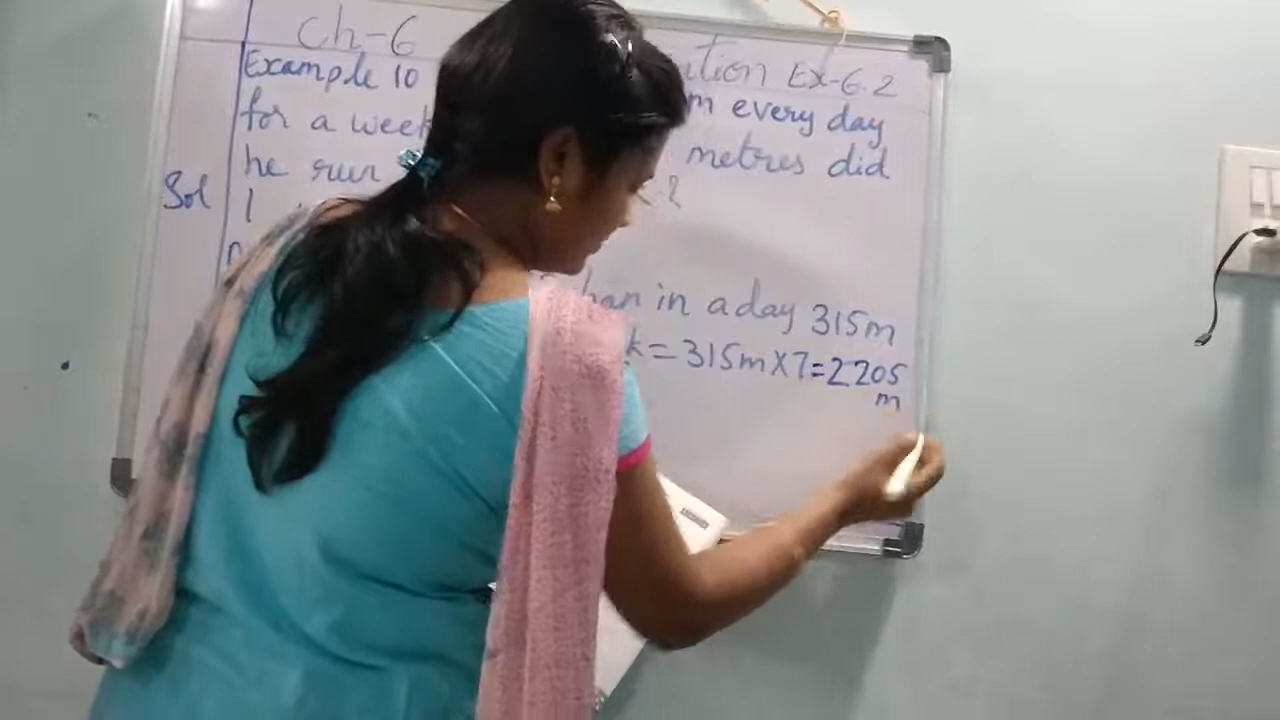 Ch-6 ition Ex-6.2
Example 10 m every day
for a week metres did
he run
Sol 1
han in a day 315m
k = 315m X 7 = 2205
m